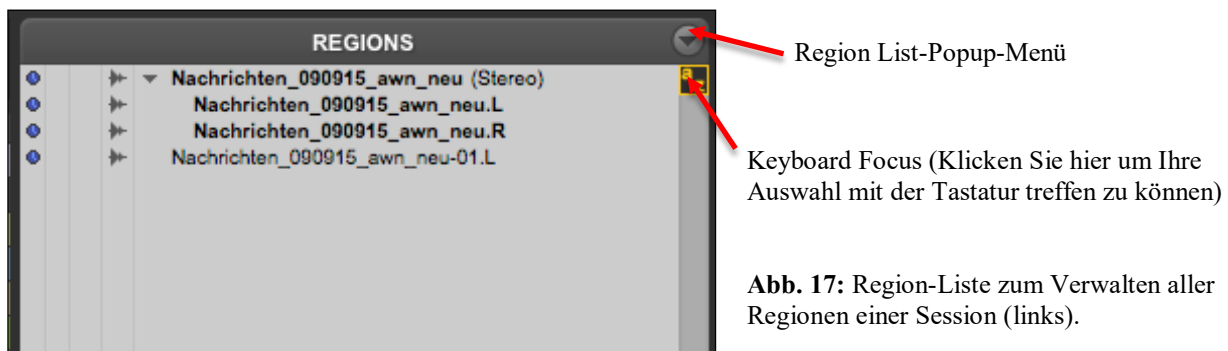 REGIONS
Region List-Popup-Menü
Nachrichten_090915_awn_neu (Stereo)
a
z
Nachrichten_090915_awn_neu.L
Nachrichten_090915_awn_neu.R
Nachrichten_090915_awn_neu-01.L
Keyboard Focus (Klicken Sie hier um Ihre
Auswahl mit der Tastatur treffen zu können)
Abb. 17: Region-Liste zum Verwalten aller
Regionen einer Session (links).